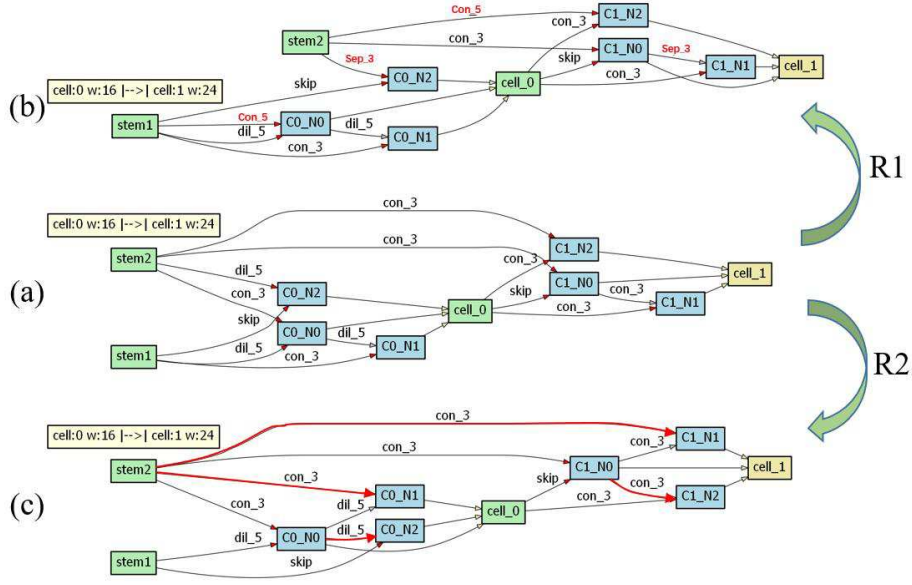 Con_5
C1_N2
con_3
stem2
con_3
C1_N0
Sep_3
C1_N1
cell_1
Sep_3
skip
C0_N2
cell_0
skip
con_3
(b)
cell:0 w:16 |-->| cell:1 w:24
stem1
Con_5
dil_5
C0_N0
dil_5
C0_N1
con_3
R1
cell:0 w:16 |-->| cell:1 w:24
con_3
stem2
con_3
C1_N2
con_3
cell_1
(a)
dil_5
C0_N2
con_3
skip
C1_N0
con_3
C1_N1
cell_0
skip
C0_N0
dil_5
con_3
stem1
dil_5
con_3
C0_N1
R2
cell:0 w:16 |-->| cell:1 w:24
con_3
C1_N1
stem2
con_3
C1_N0
con_3
cell_1
con_3
C0_N1
skip
con_3
C1_N2
(c)
con_3
dil_5
cell_0
con_3
C0_N0
dil_5
C0_N2
stem1
dil_5
skip